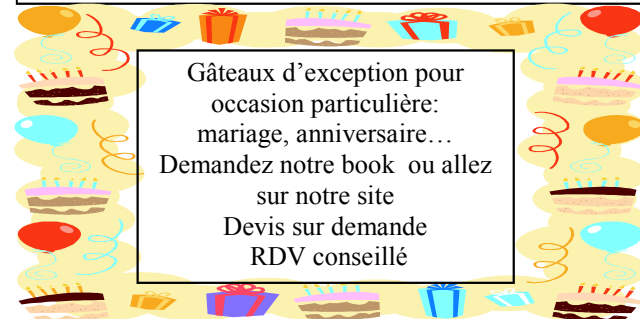 Gâteaux d’exception pour
occasion particulière:
mariage, anniversaire…
Demandez notre book  ou allez
sur notre site
Devis sur demande
RDV conseillé